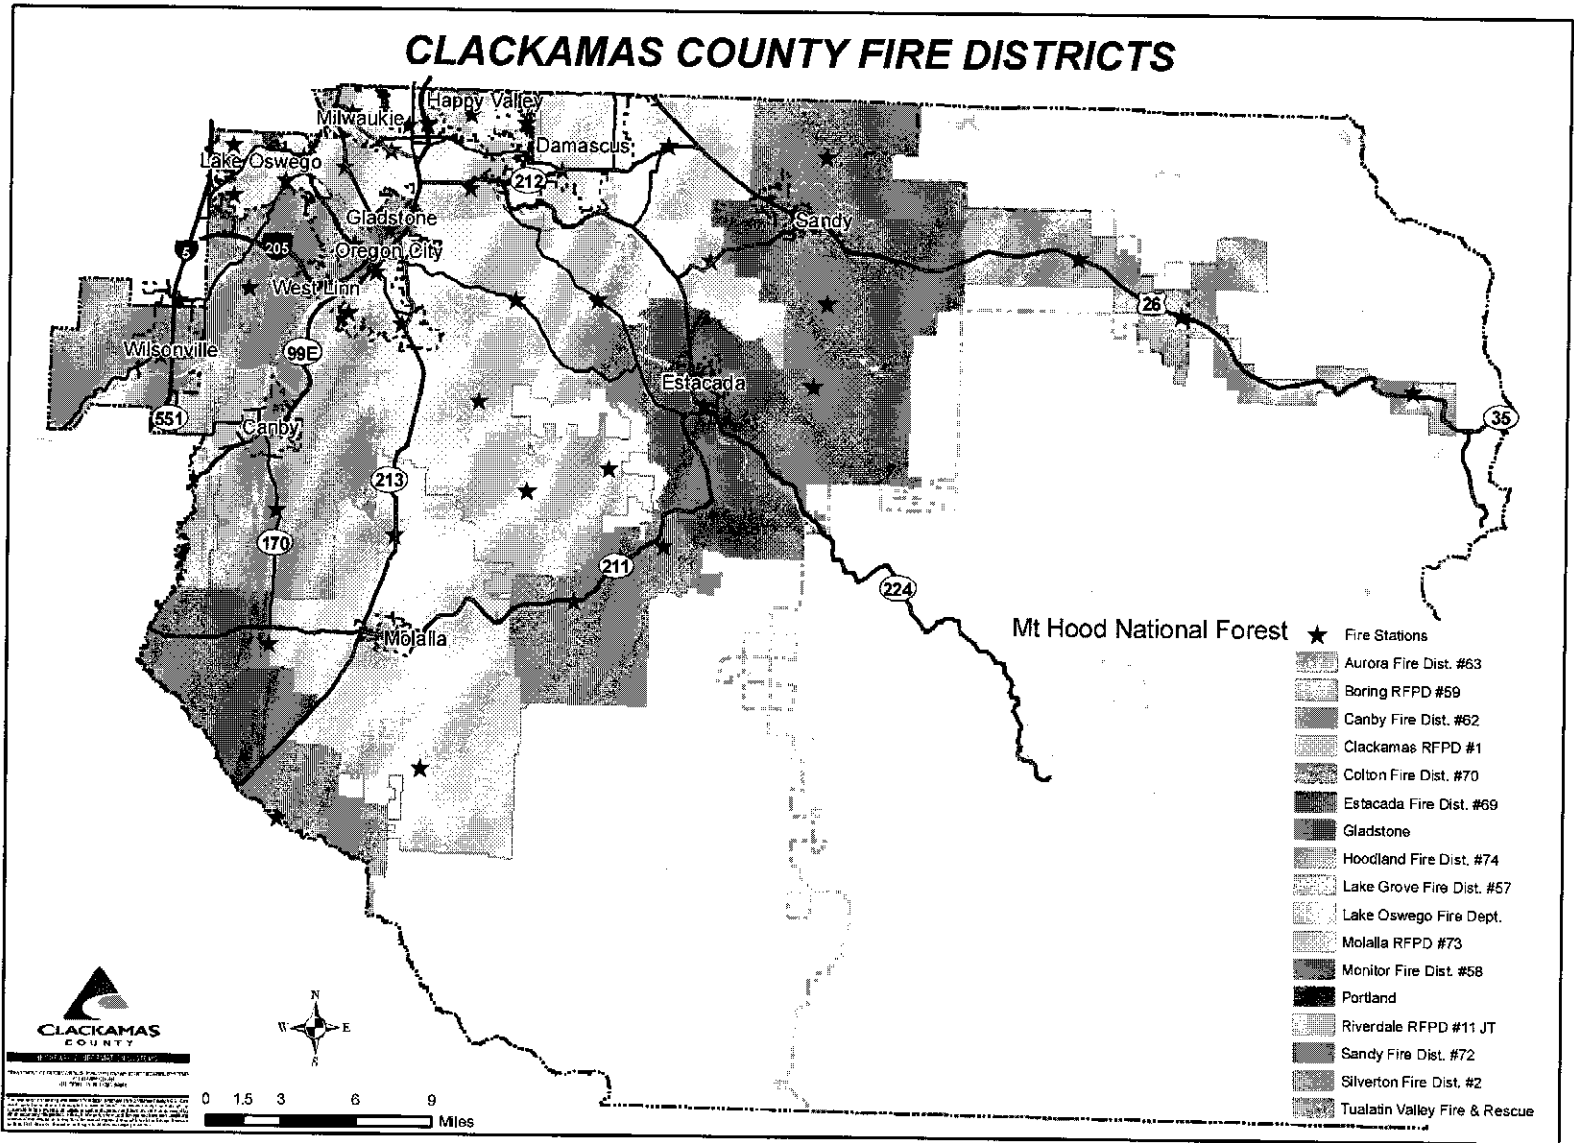 CLACKAMAS COUNTY FIRE DISTRICTS
Happy Valley
Milwaukie
Damascus
Lake Oswego
212
Gladstone
Sandy
5
205
Oregon City
West Linn
26
Wilsonville
99E
Estacada
551
Canby
35
213
170
211
224
Molalla
Mt Hood National Forest
Fire Stations
Aurora Fire Dist. #63
Boring RFPD #59
Canby Fire Dist. #62
Clackamas RFPD #1
Colton Fire Dist. #70
Estacada Fire Dist. #69
Gladstone
Hoodland Fire Dist. #74
Lake Grove Fire Dist. #57
Lake Oswego Fire Dept.
Molalla RFPD #73
Monitor Fire Dist. #58
Portland
Riverdale RFPD #11 JT
Sandy Fire Dist. #72
Silverton Fire Dist. #2
Tualatin Valley Fire & Rescue
CLACKAMAS
COUNTY
N
W E
S
0 1.5 3 6 9
Miles